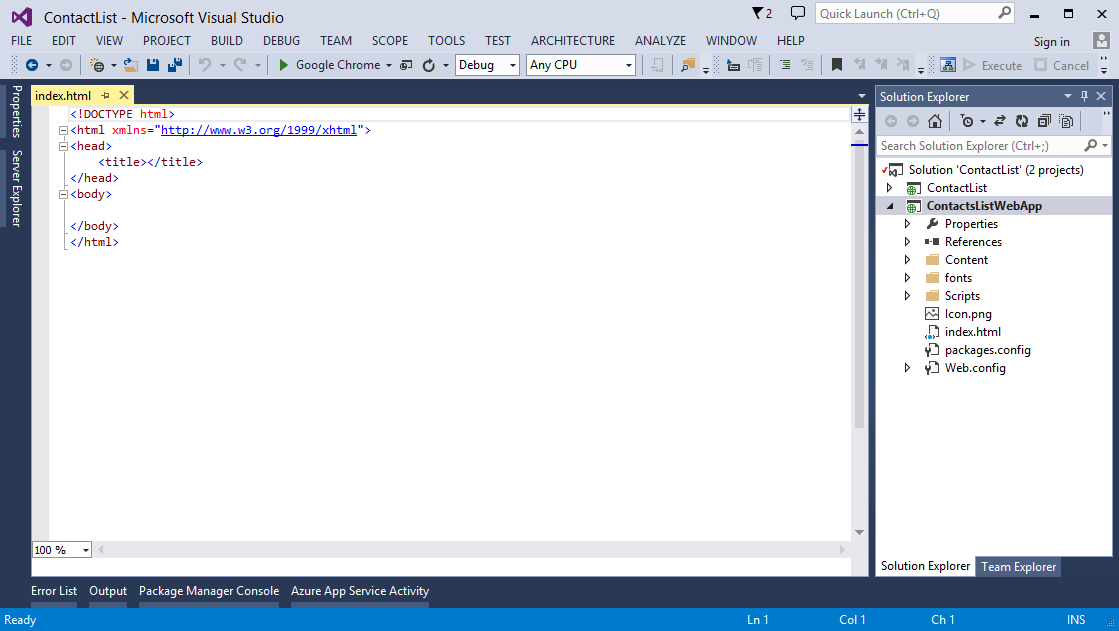 ContactList - Microsoft Visual Studio
2
Quick Launch (Ctrl+Q)
FILE EDIT VIEW PROJECT BUILD DEBUG TEAM SCOPE TOOLS TEST ARCHITECTURE ANALYZE WINDOW HELP
Sign in
Google Chrome Debug Any CPU Execute Cancel
Properties
Server Explorer
index.html
<!DOCTYPE html>
<html xmlns="http://www.w3.org/1999/xhtml">
<head>
<title></title>
</head>
<body>
</body>
</html>
100 %
Solution Explorer
Search Solution Explorer (Ctrl+;)
Solution 'ContactList' (2 projects)
ContactList
ContactsListWebApp
Properties
References
Content
fonts
Scripts
Icon.png
index.html
packages.config
Web.config
Solution Explorer Team Explorer
Error List Output Package Manager Console Azure App Service Activity
Ready Ln 1 Col 1 Ch 1 INS